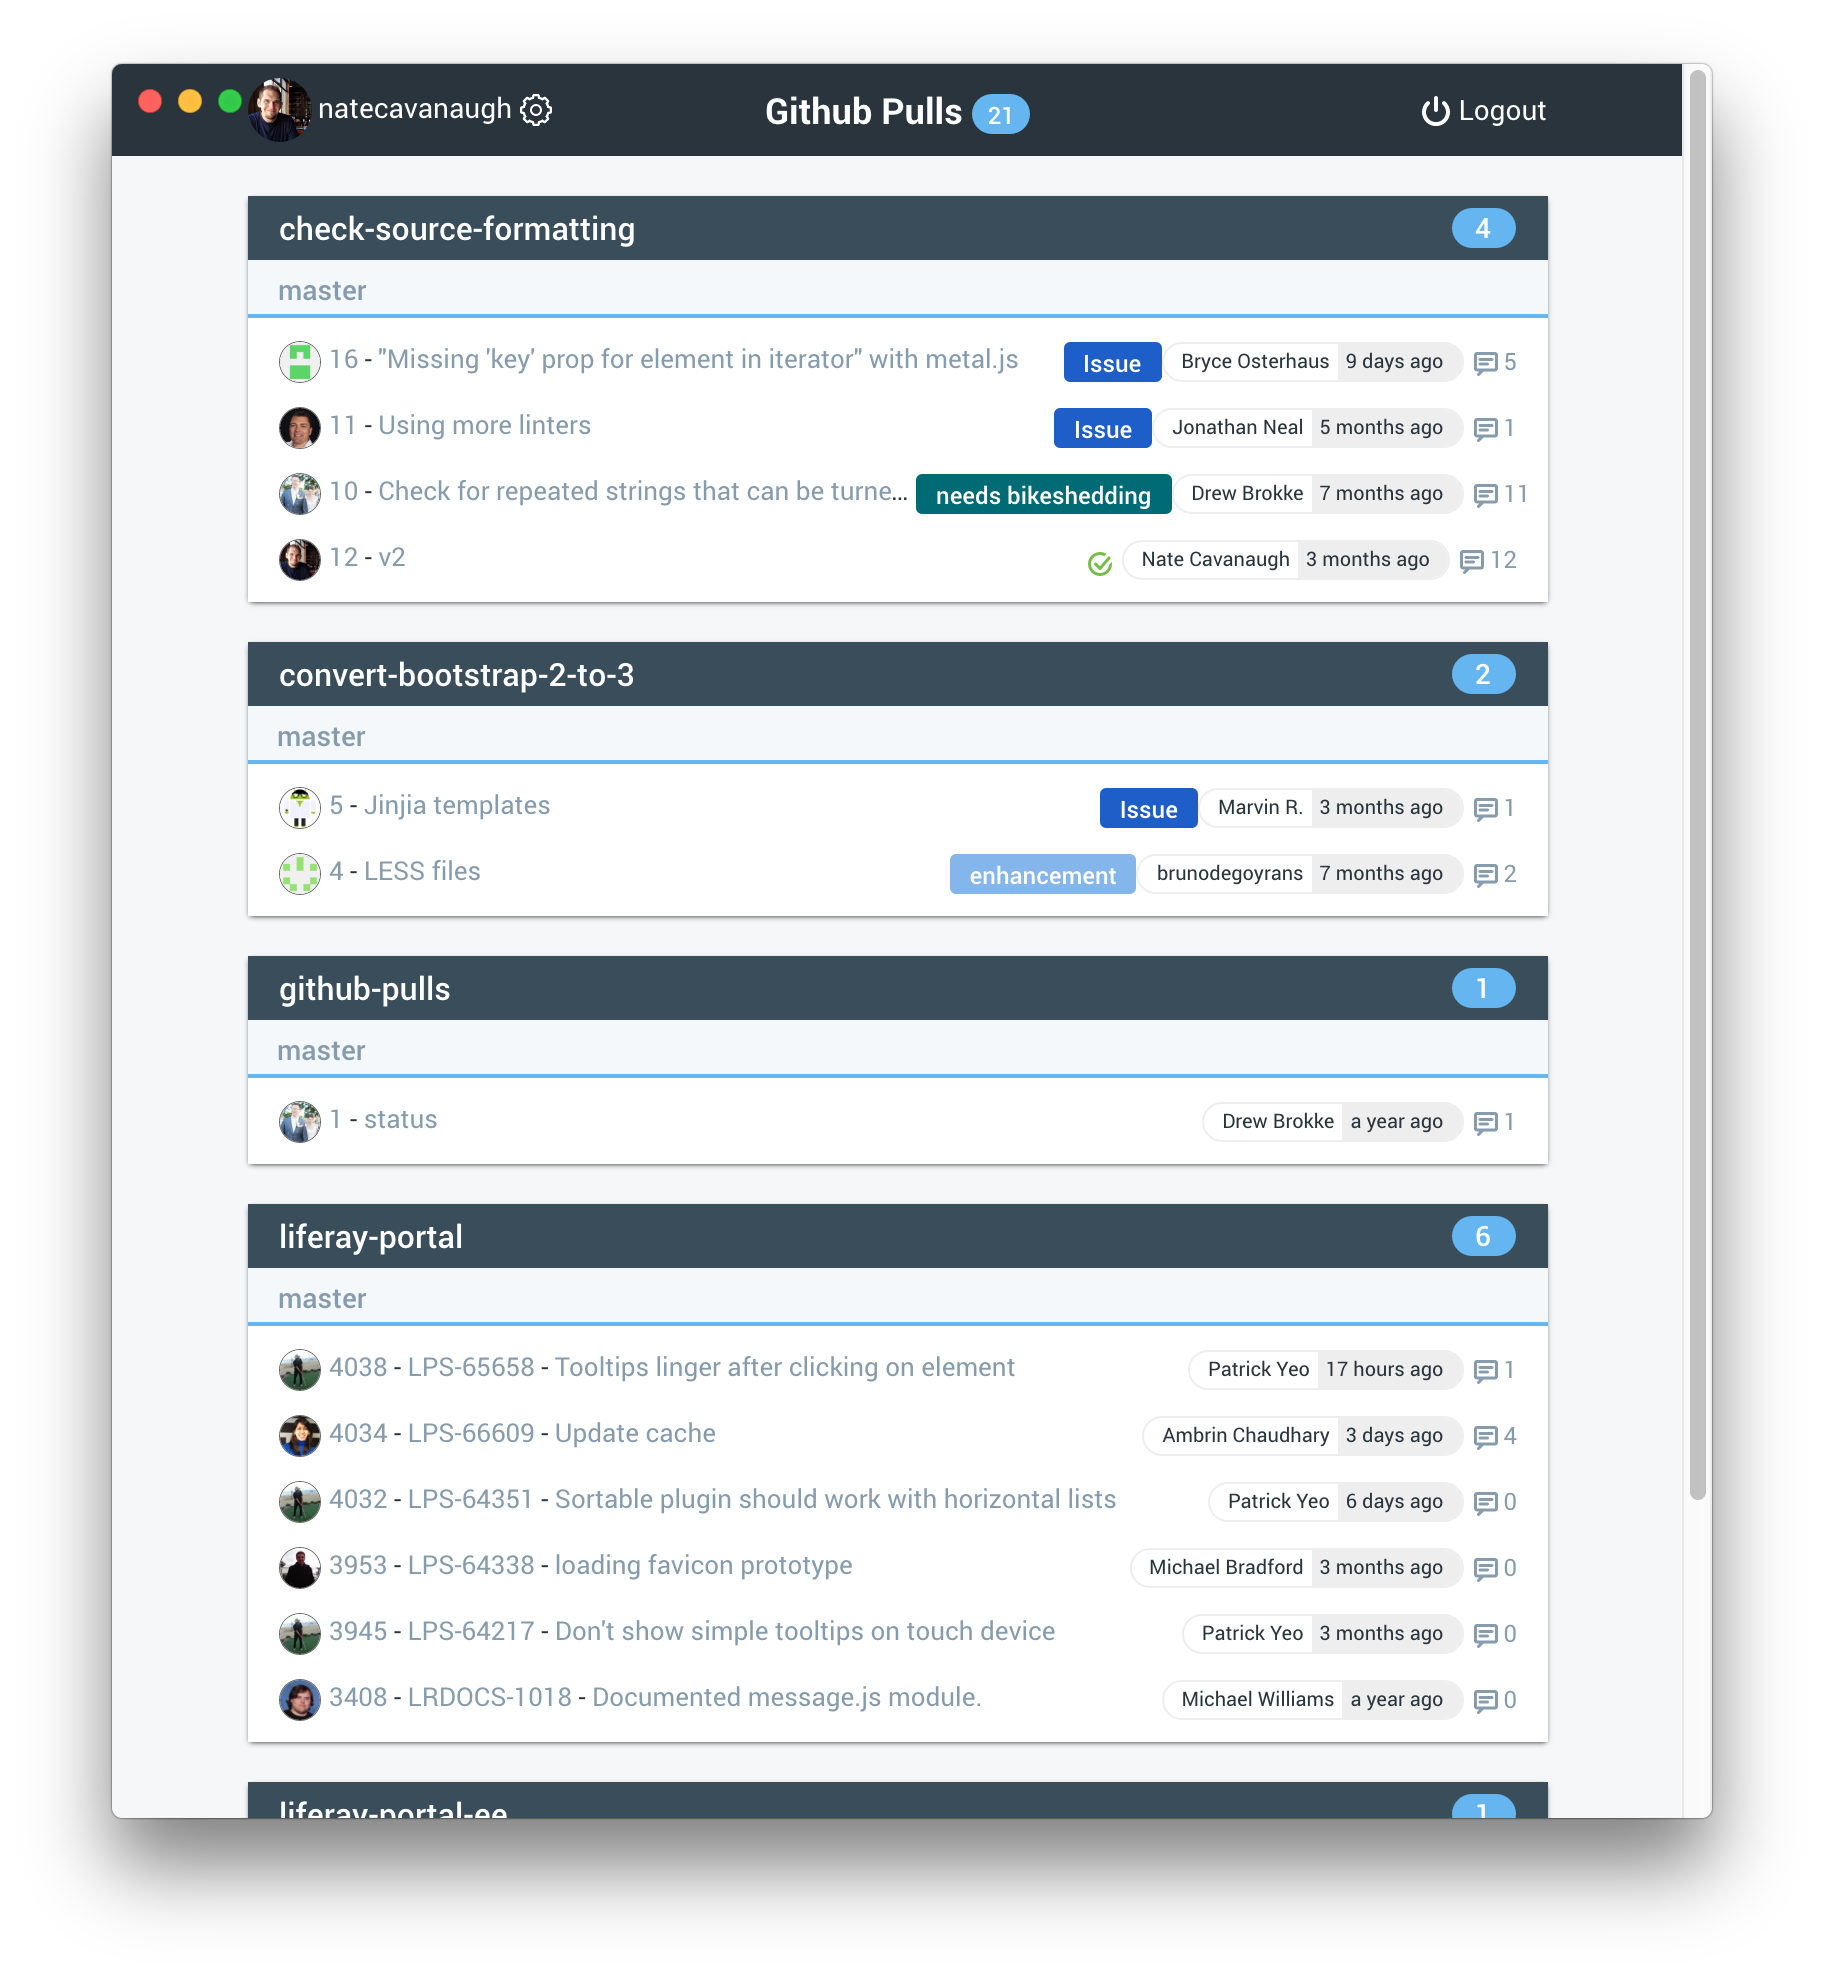 natecavanaugh Github Pulls 21 Logout
check-source-formatting 4
master
16 - "Missing 'key' prop for element in iterator" with metal.js Issue Bryce Osterhaus 9 days ago 5
11 - Using more linters Issue Jonathan Neal 5 months ago 1
10 - Check for repeated strings that can be turne... needs bikeshedding Drew Brokke 7 months ago 11
12 - v2 Nate Cavanaugh 3 months ago 12
convert-bootstrap-2-to-3 2
master
5 - Jinjia templates Issue Marvin R. 3 months ago 1
4 - LESS files enhancement brunodegoyrans 7 months ago 2
github-pulls 1
master
1 - status Drew Brokke a year ago 1
liferay-portal 6
master
4038 - LPS-65658 - Tooltips linger after clicking on element Patrick Yeo 17 hours ago 1
4034 - LPS-66609 - Update cache Ambrin Chaudhary 3 days ago 4
4032 - LPS-64351 - Sortable plugin should work with horizontal lists Patrick Yeo 6 days ago 0
3953 - LPS-64338 - loading favicon prototype Michael Bradford 3 months ago 0
3945 - LPS-64217 - Don't show simple tooltips on touch device Patrick Yeo 3 months ago 0
3408 - LRDOCS-1018 - Documented message.js module. Michael Williams a year ago 0
liferay-portal-ee 1